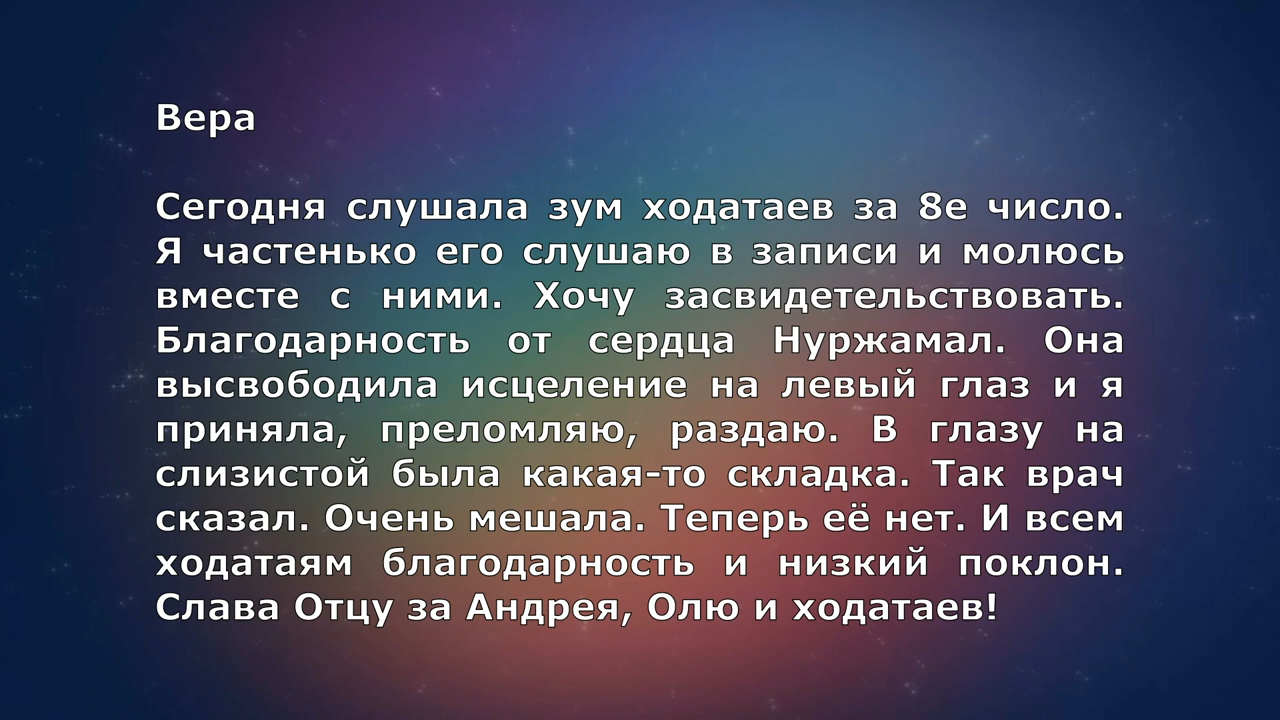 Вера
Сегодня слушала зум ходатаев за 8е число.
Я частенько его слушаю в записи и молюсь
вместе с ними. Хочу засвидетельствовать.
Благодарность от сердца Нуржамал. Она
высвободила исцеление на левый глаз и я
приняла, преломляю, раздаю. В глазу на
слизистой была какая-то складка. Так врач
сказал. Очень мешала. Теперь её нет. И всем
ходатаям благодарность и низкий поклон.
Слава Отцу за Андрея, Олю и ходатаев!